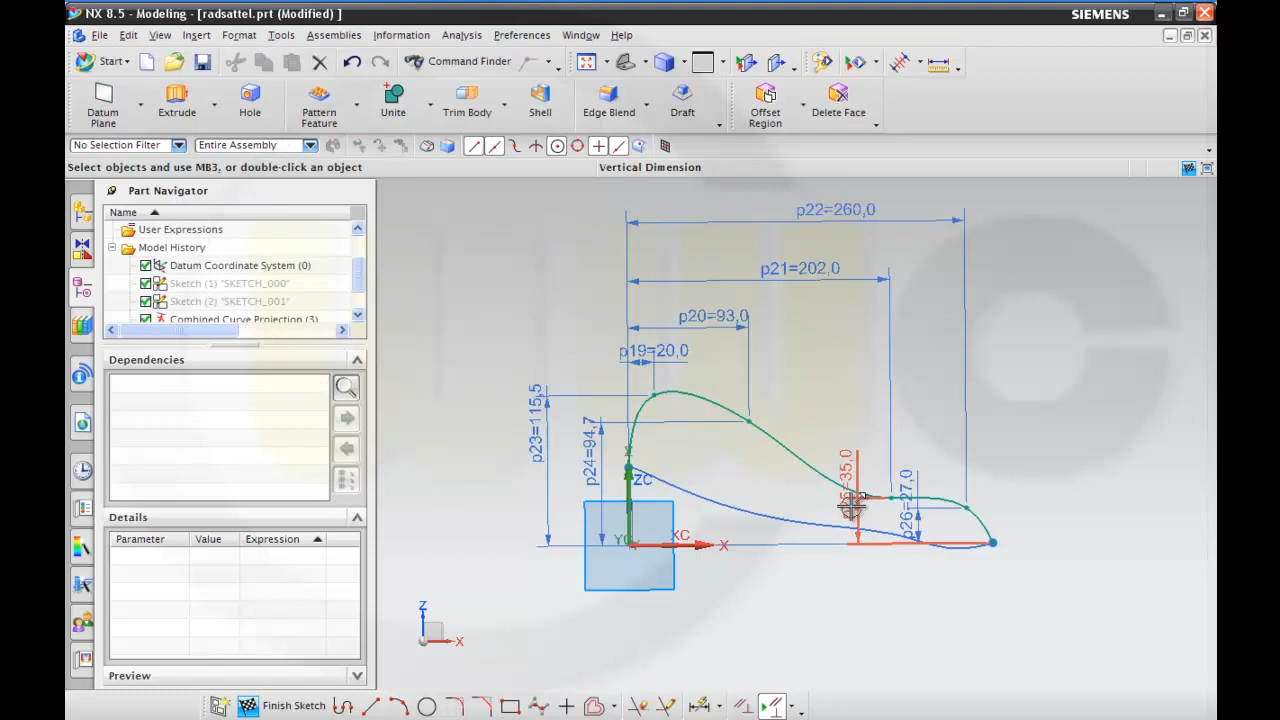 NX 8.5 - Modeling - [radsattel.prt (Modified) ]
SIEMENS
File Edit View Insert Format Tools Assemblies Information Analysis Preferences Window Help
Start
Command Finder
Datum Plane
Extrude
Hole
Pattern Feature
Unite
Trim Body
Shell
Edge Blend
Draft
Offset Region
Delete Face
No Selection Filter
Entire Assembly
Select objects and use MB3, or double-click an object
Vertical Dimension
Part Navigator
Name
User Expressions
Model History
Datum Coordinate System (0)
Sketch (1) "SKETCH_000"
Sketch (2) "SKETCH_001"
Combined Curve Projection (3)
Dependencies
Details
Parameter Value Expression
Preview
p22=260,0
p21=202,0
p20=93,0
p19=20,0
p23=115,5
p24=94,7
=35,0
p26=27,0
ZC
XC
X
Z
X
Finish Sketch